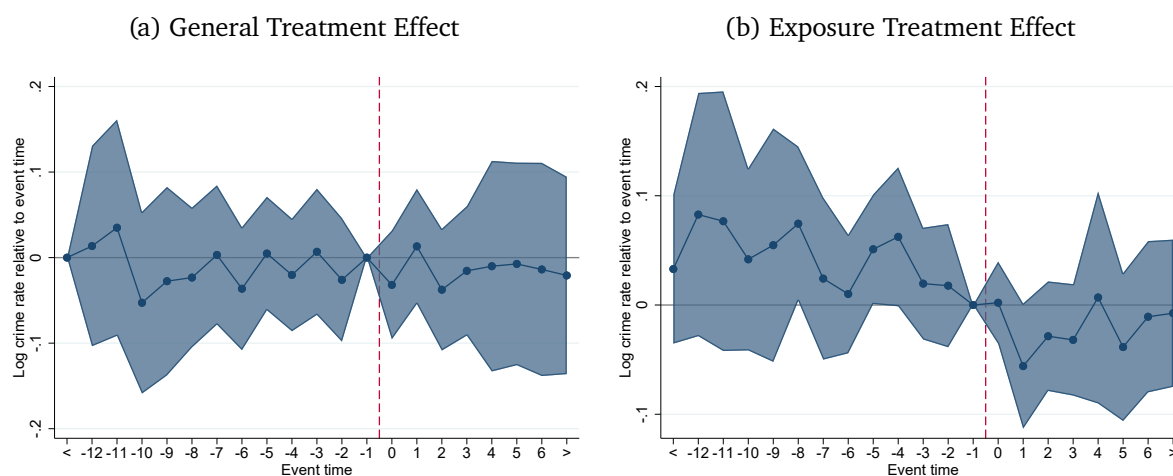 (a) General Treatment Effect
Log crime rate relative to event time
.2
.1
0
-.1
-.2
< -12 -11 -10 -9 -8 -7 -6 -5 -4 -3 -2 -1 0 1 2 3 4 5 6 >
Event time
(b) Exposure Treatment Effect
Log crime rate relative to event time
.2
.1
0
-.1
< -12 -11 -10 -9 -8 -7 -6 -5 -4 -3 -2 -1 0 1 2 3 4 5 6 >
Event time